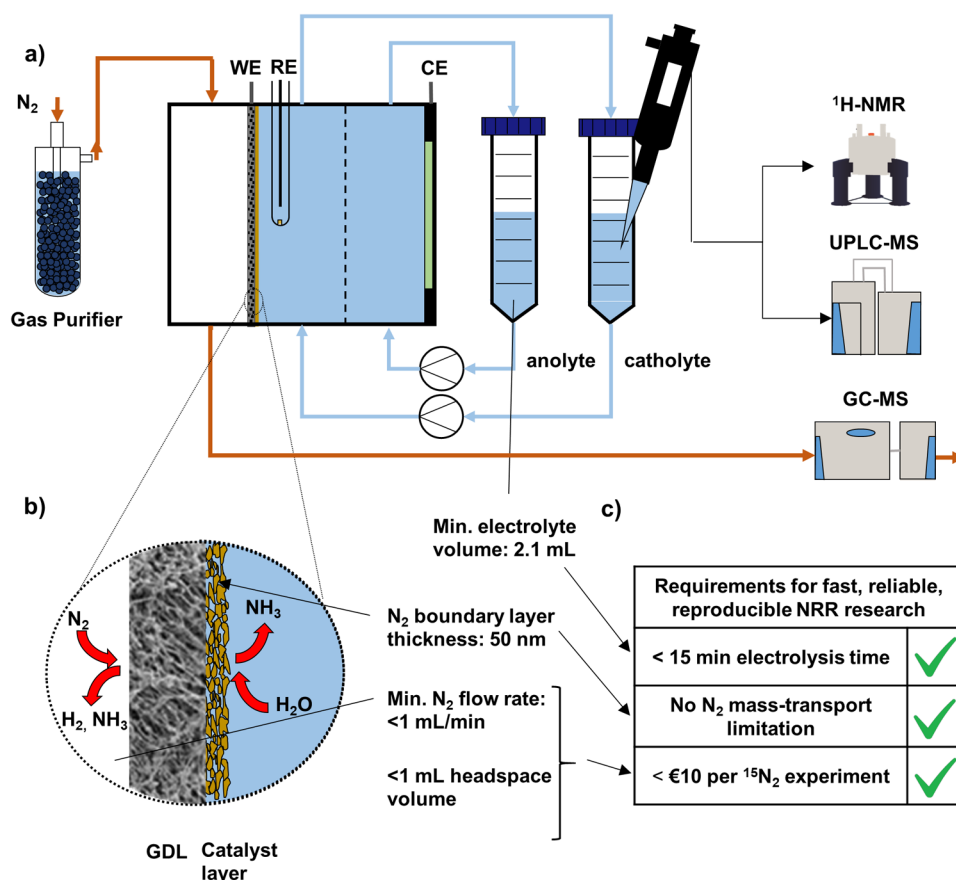 a)
N₂
WE
RE
CE
Gas Purifier
anolyte
catholyte
¹H-NMR
UPLC-MS
GC-MS
b)
N₂
H₂, NH₃
NH₃
H₂O
GDL
Catalyst
layer
Min. electrolyte
volume: 2.1 mL
N₂ boundary layer
thickness: 50 nm
Min. N₂ flow rate:
<1 mL/min
<1 mL headspace
volume
c)
Requirements for fast, reliable,
reproducible NRR research
< 15 min electrolysis time
No N₂ mass-transport
limitation
< €10 per ¹⁵N₂ experiment